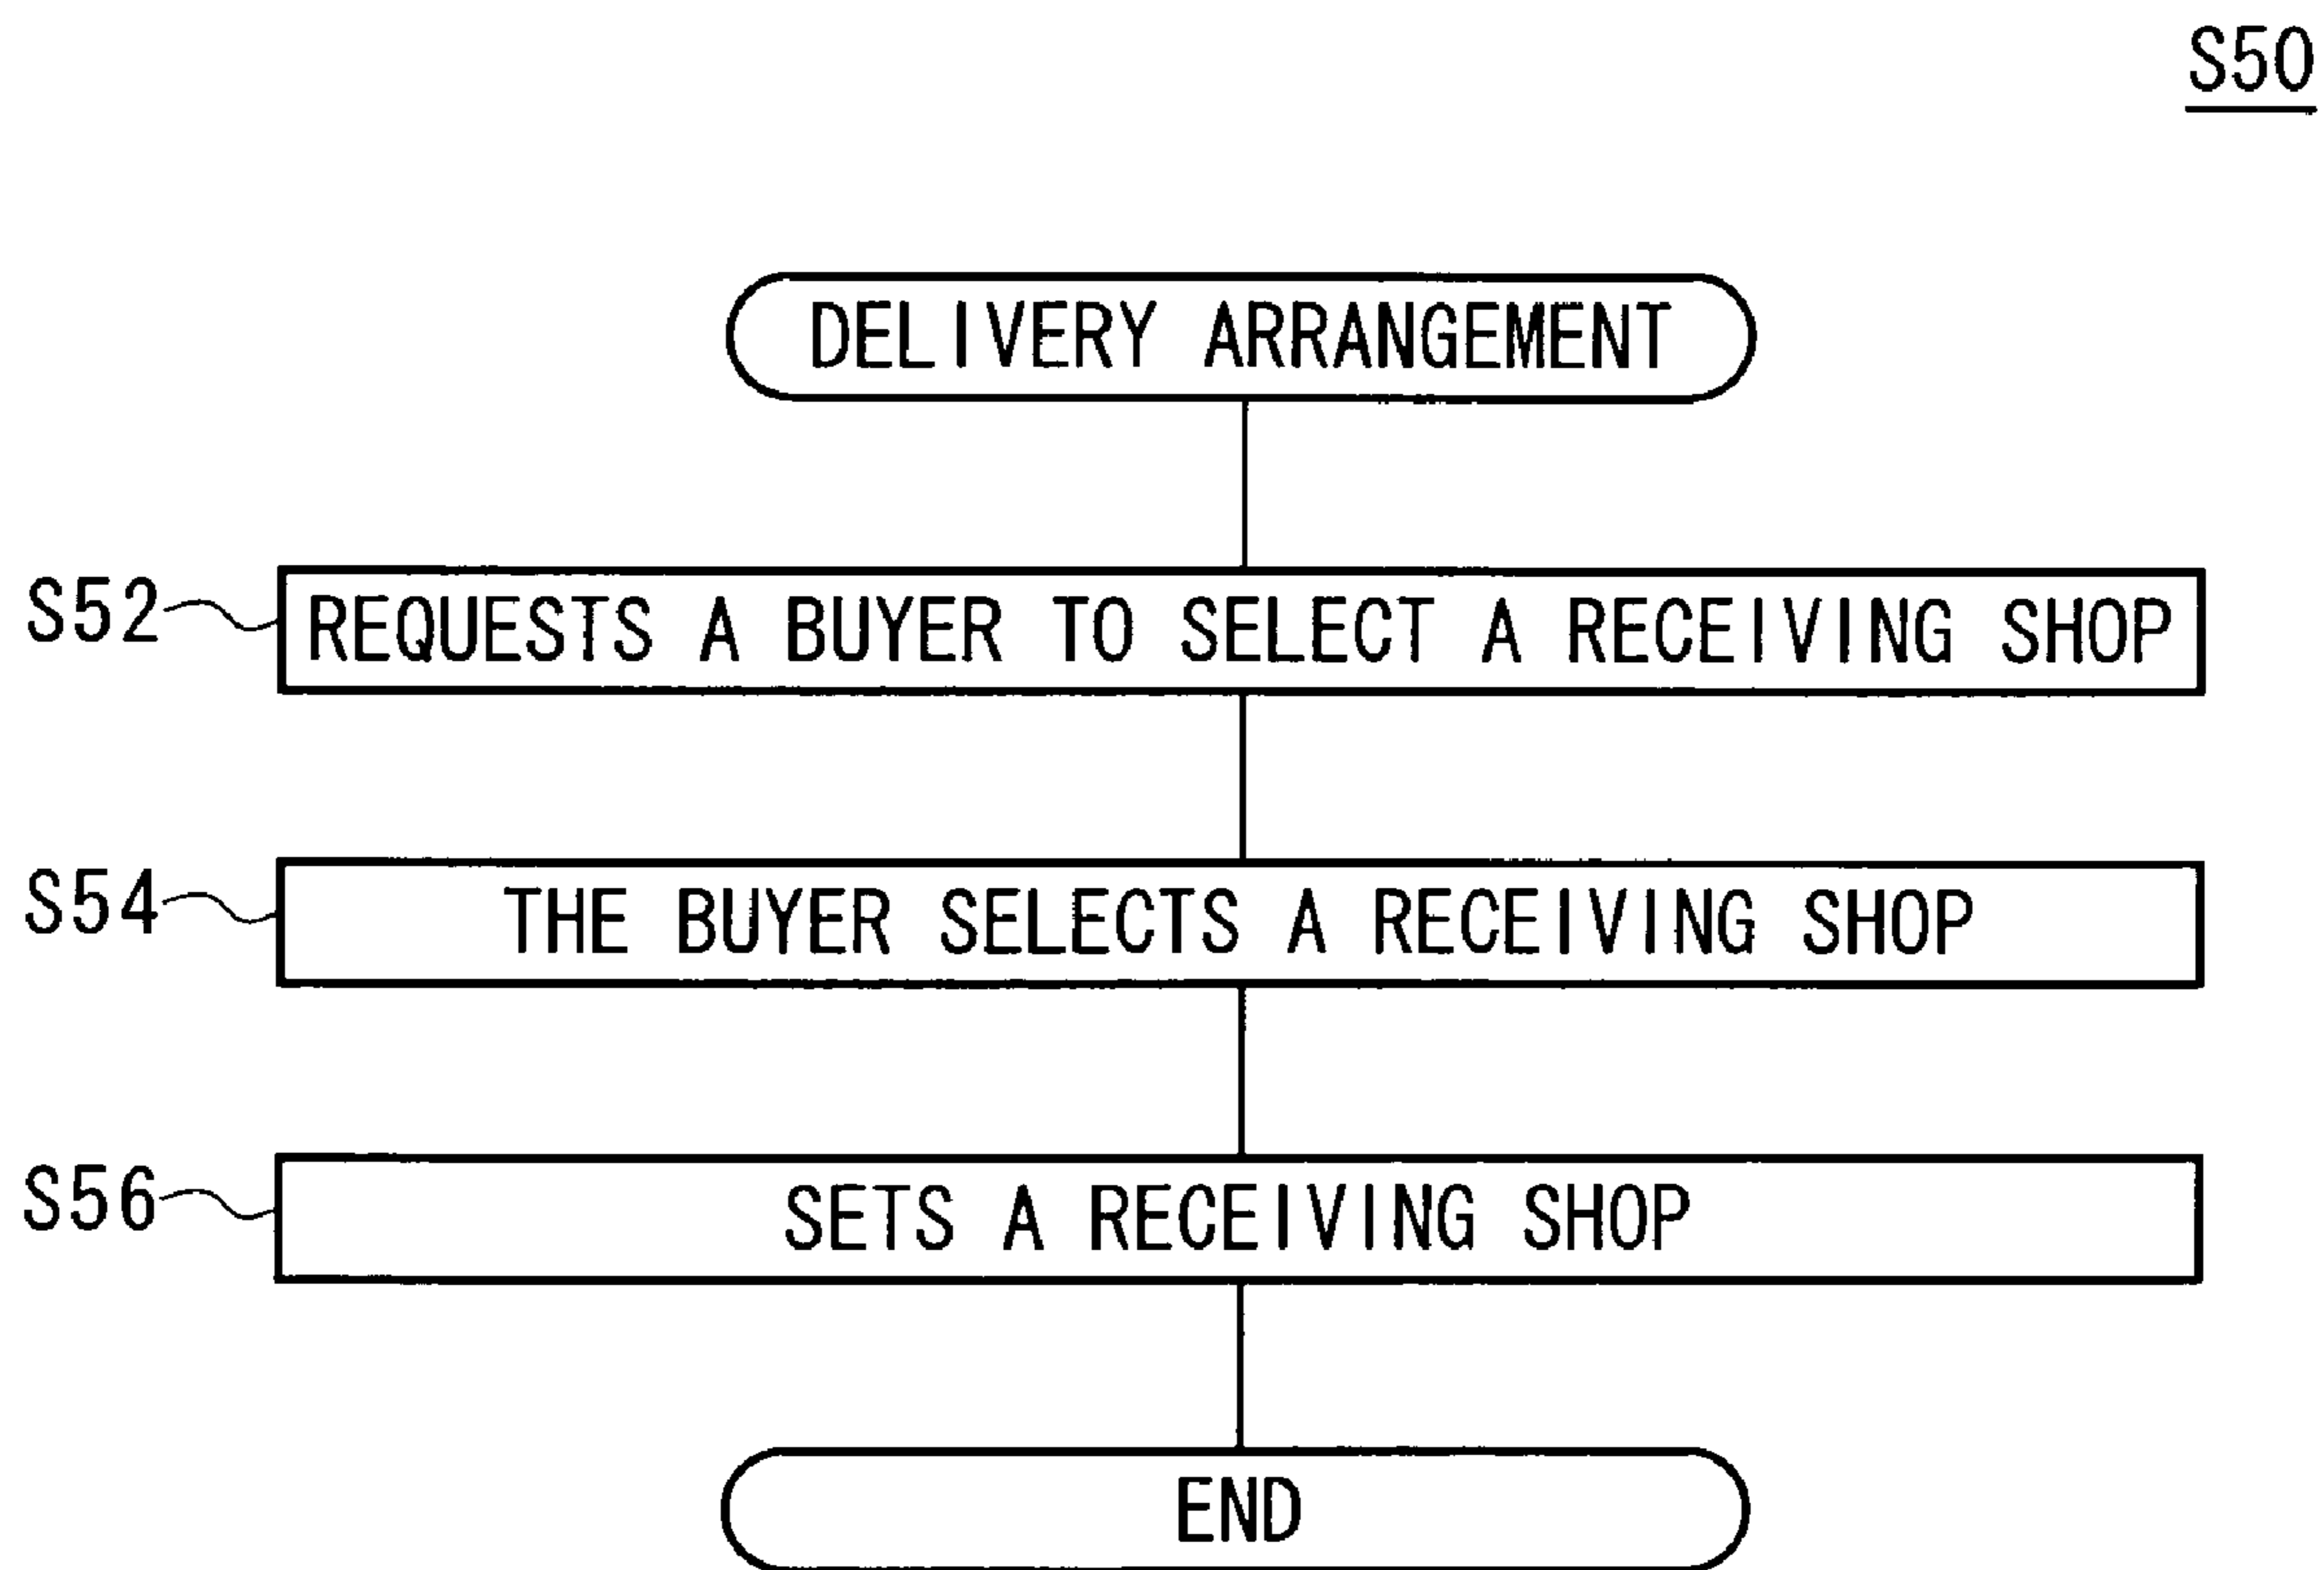 S50
DELIVERY ARRANGEMENT
S52 REQUESTS A BUYER TO SELECT A RECEIVING SHOP
S54 THE BUYER SELECTS A RECEIVING SHOP
S56 SETS A RECEIVING SHOP
END